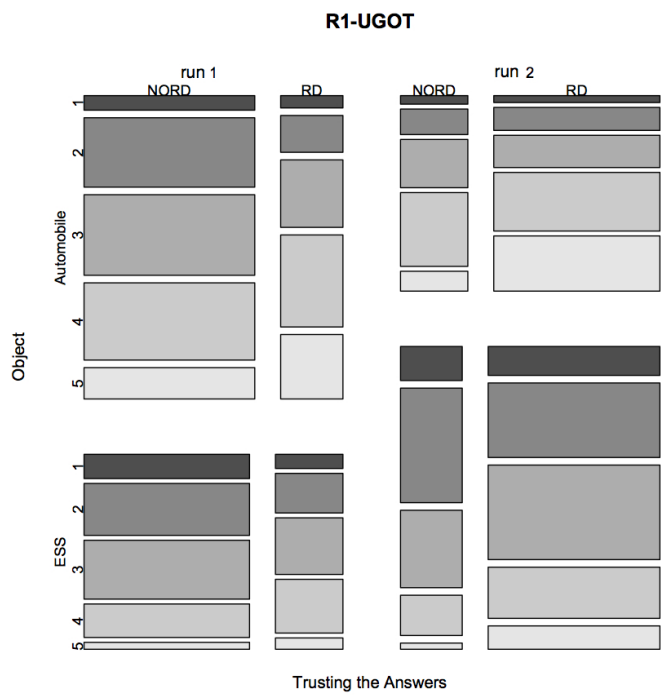 R1-UGOT
run 1
run 2
NORD
RD
NORD
RD
Object
Automobile
1
2
3
4
5
ESS
1
2
3
4
5
Trusting the Answers